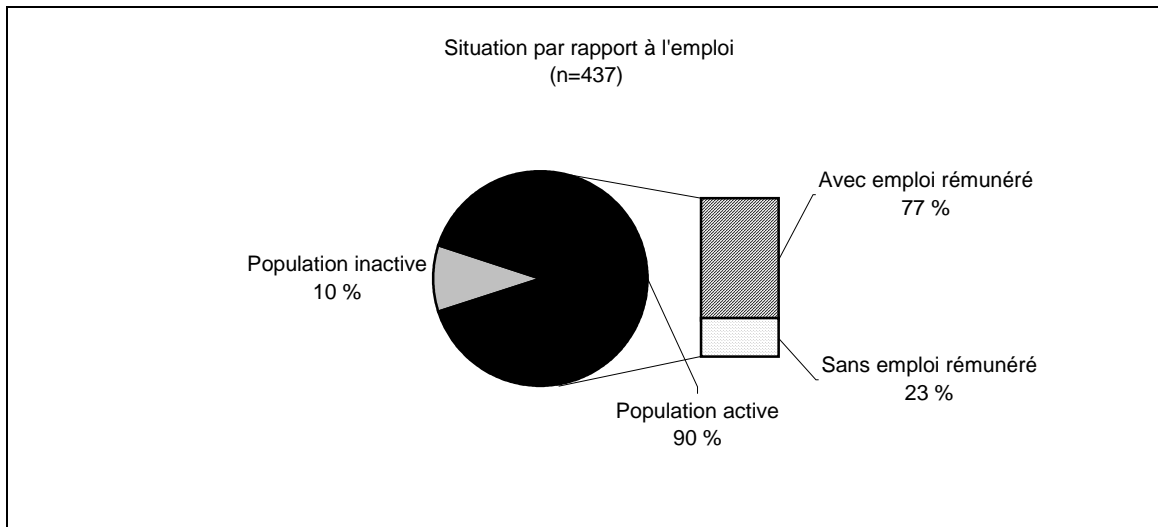 Situation par rapport à l'emploi
(n=437)
Avec emploi rémunéré
77 %
Population inactive
10 %
Sans emploi rémunéré
23 %
Population active
90 %